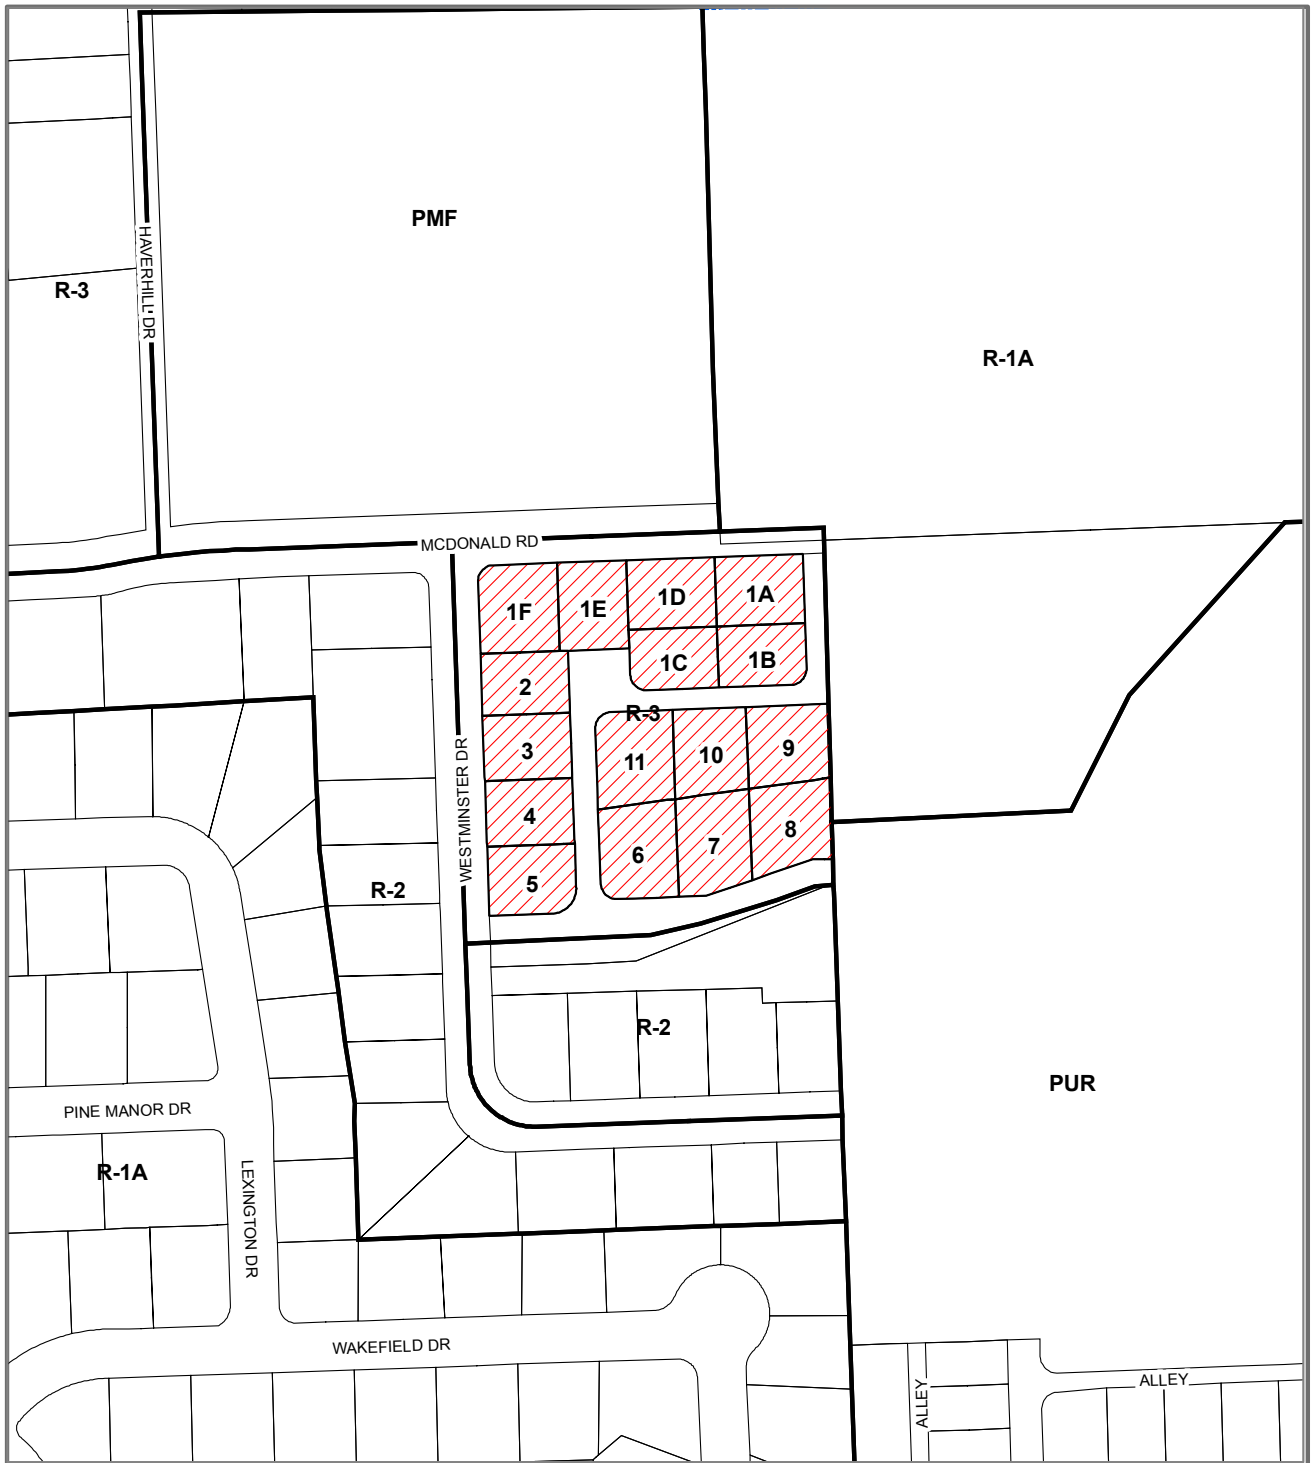 PMF
HAVERHILL DR
R-3
R-1A
MCDONALD RD
1F
1E
1D
1A
1C
1B
2
R-3
3
11
10
9
WESTMINSTER DR
4
8
6
7
5
R-2
R-2
PUR
PINE MANOR DR
R-1A
LEXINGTON DR
WAKEFIELD DR
ALLEY
ALLEY